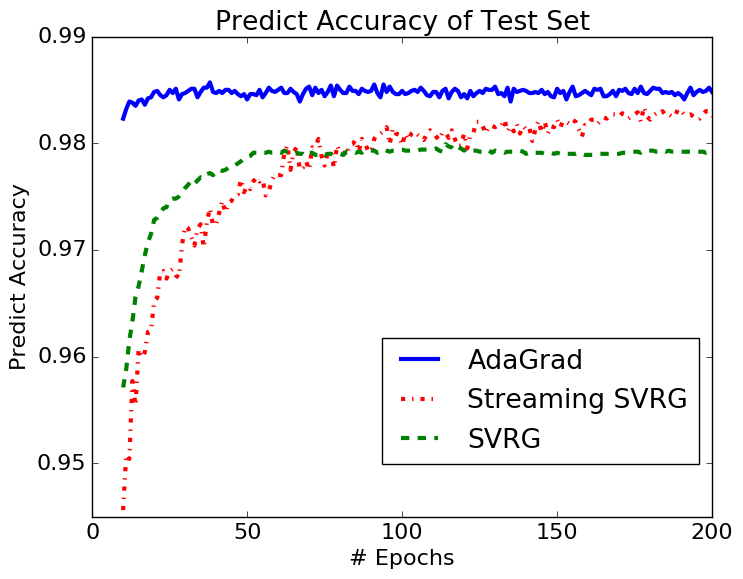 Predict Accuracy of Test Set
0.99
0.98
0.97
0.96
0.95
Predict Accuracy
AdaGrad
Streaming SVRG
SVRG
0 50 100 150 200
# Epochs